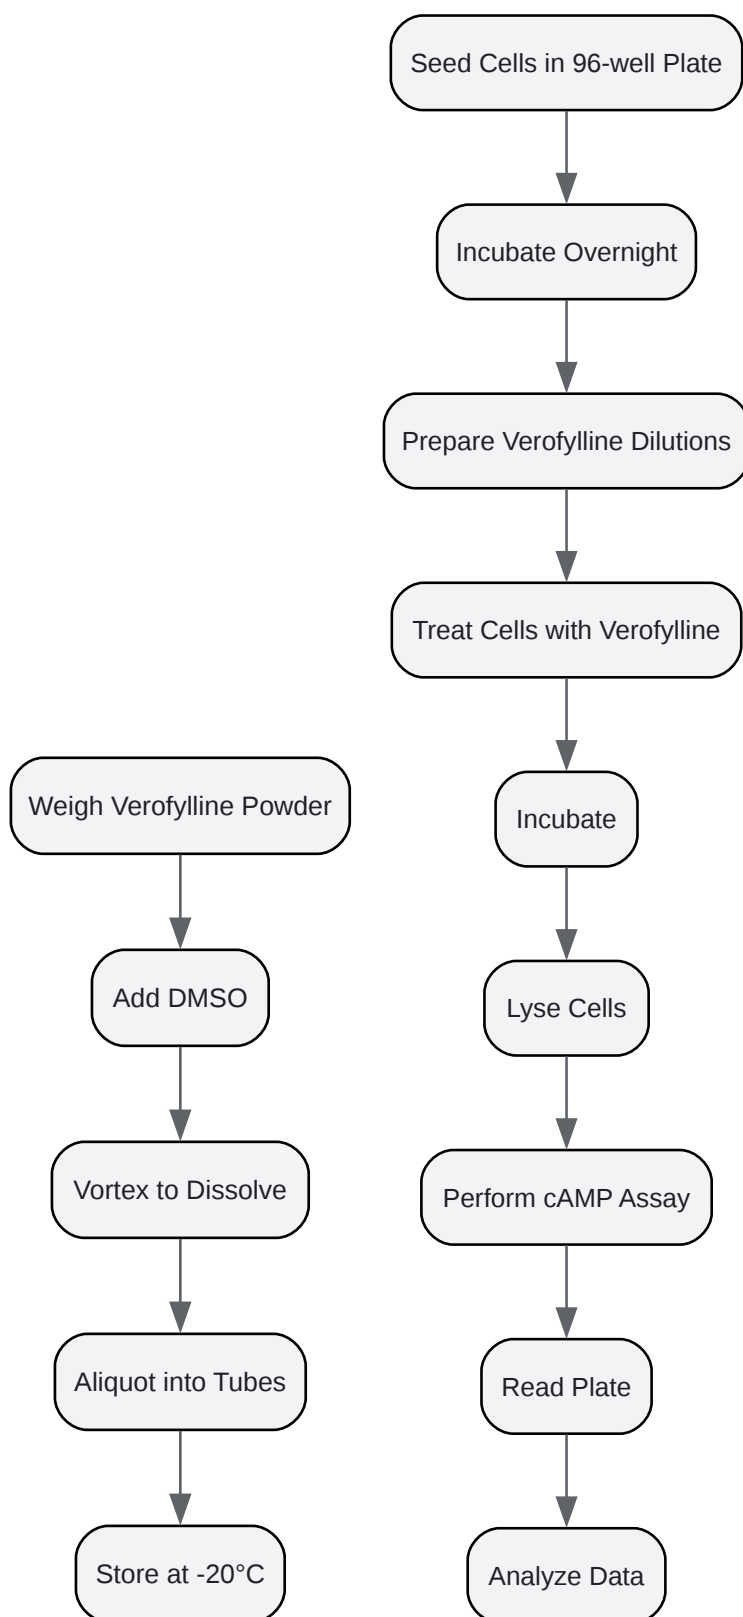 Seed Cells in 96-well Plate
Incubate Overnight
Prepare Verofylline Dilutions
Treat Cells with Verofylline
Incubate
Lyse Cells
Perform cAMP Assay
Read Plate
Analyze Data
Weigh Verofylline Powder
Add DMSO
Vortex to Dissolve
Aliquot into Tubes
Store at -20°C